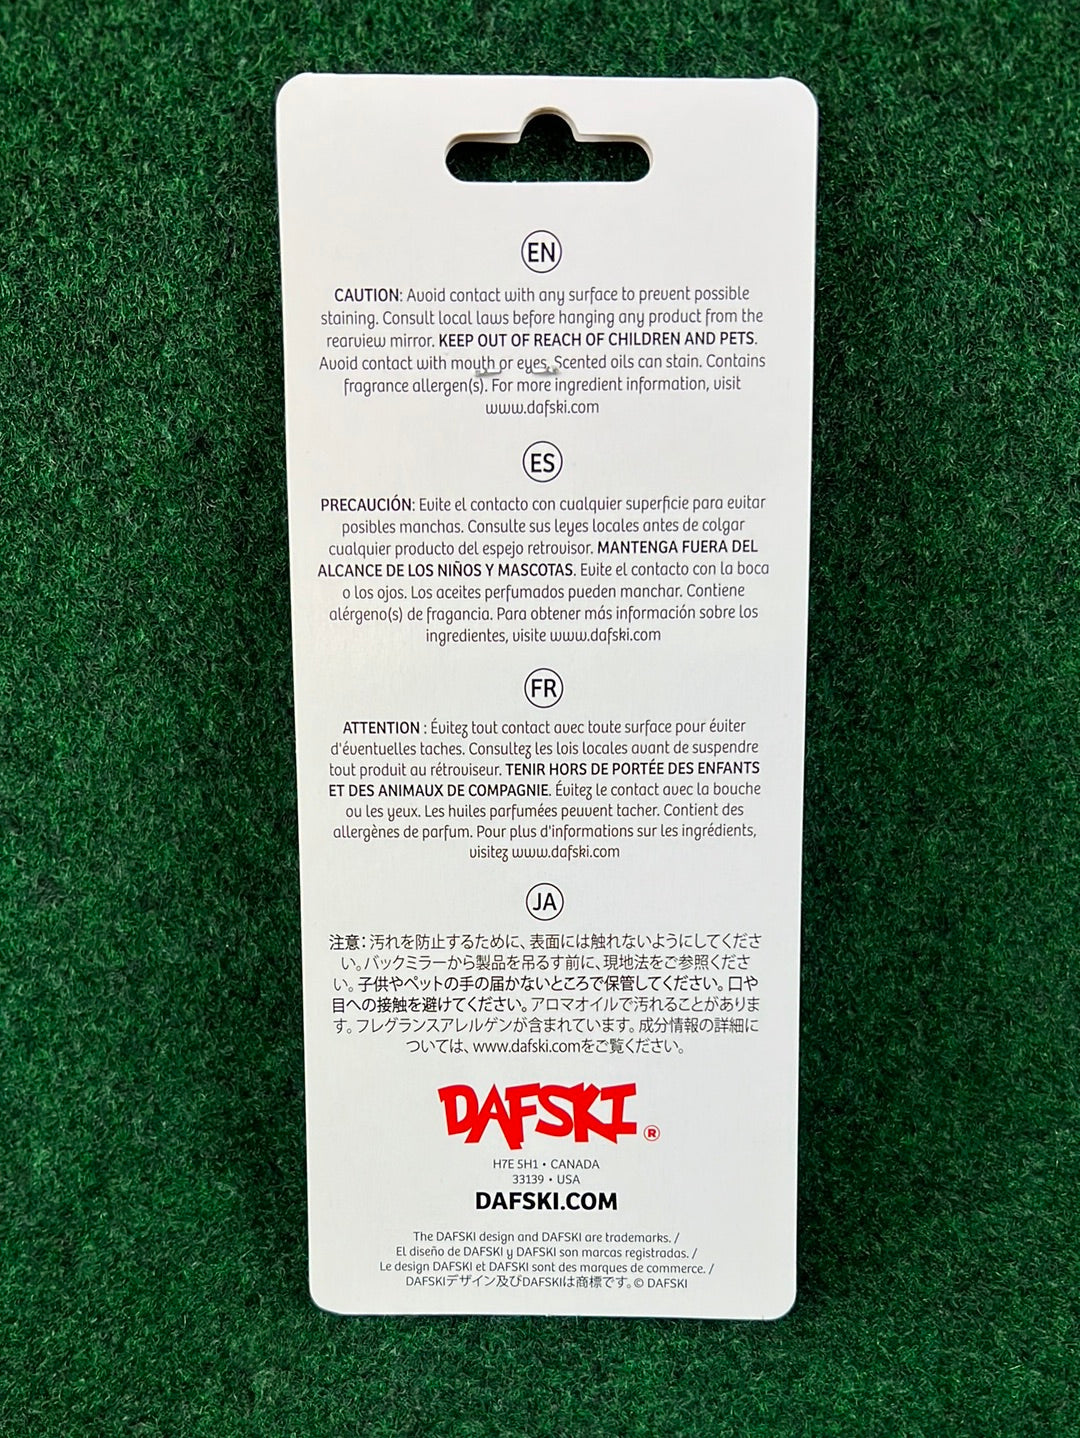 EN
CAUTION: Avoid contact with any surface to prevent possible
staining. Consult local laws before hanging any product from the
rearview mirror. KEEP OUT OF REACH OF CHILDREN AND PETS.
Avoid contact with mouth or eyes. Scented oils can stain. Contains
fragrance allergen(s). For more ingredient information, visit
www.dafski.com
ES
PRECAUCIÓN: Evite el contacto con cualquier superficie para evitar
posibles manchas. Consulte sus leyes locales antes de colgar
cualquier producto del espejo retrovisor. MANTENGA FUERA DEL
ALCANCE DE LOS NIÑOS Y MASCOTAS. Evite el contacto con la boca
o los ojos. Los aceites perfumados pueden manchar. Contiene
alérgeno(s) de fragancia. Para obtener más información sobre los
ingredientes, visite www.dafski.com
FR
ATTENTION : Évitez tout contact avec toute surface pour éviter
d'éventuelles taches. Consultez les lois locales avant de suspendre
tout produit au rétroviseur. TENIR HORS DE PORTÉE DES ENFANTS
ET DES ANIMAUX DE COMPAGNIE. Évitez le contact avec la bouche
ou les yeux. Les huiles parfumées peuvent tacher. Contient des
allergènes de parfum. Pour plus d'informations sur les ingrédients,
visitez www.dafski.com
JA
注意：汚れを防止するために、表面には触れないようにしてくださ
い。バックミラーから製品を吊るす前に、現地法をご参照くださ
い。子供やペットの手の届かないところで保管してください。口や
目への接触を避けてください。アロマオイルで汚れることがありま
す。フレグランスアレルゲンが含まれています。成分情報の詳細に
ついては、www.dafski.comをご覧ください。
DAFSKI ®
H7E 5H1 • CANADA
33139 • USA
DAFSKI.COM
The DAFSKI design and DAFSKI are trademarks. /
El diseño de DAFSKI y DAFSKI son marcas registradas. /
Le design DAFSKI et DAFSKI sont des marques de commerce. /
DAFSKIデザイン及びDAFSKIは商標です。© DAFSKI